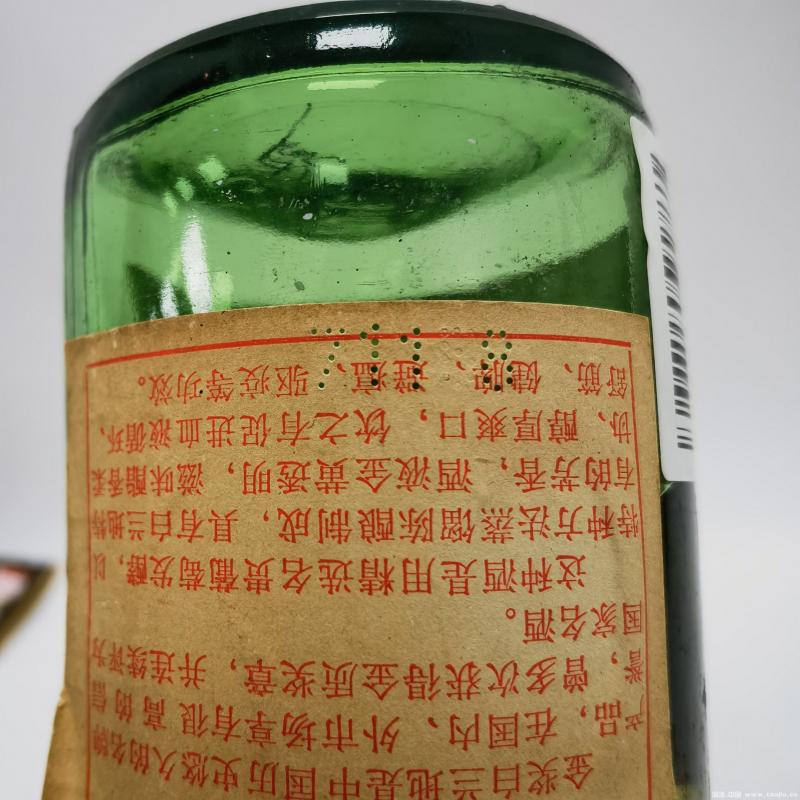 金奖白兰地是中国历史悠久的名牌
产品，在国内、外市场享有很高的信
誉，曾多次获得金质奖章，并连续评为
国家名酒。
这种酒是用精选名贵葡萄发酵，以
特种方法蒸馏陈酿制成，具有白兰地特
有的芳香，酒液金黄透明，滋味酯香柔
协、醇厚爽口，饮之有促进血液循环、
舒筋、健、避瘟、驱疫等功效。